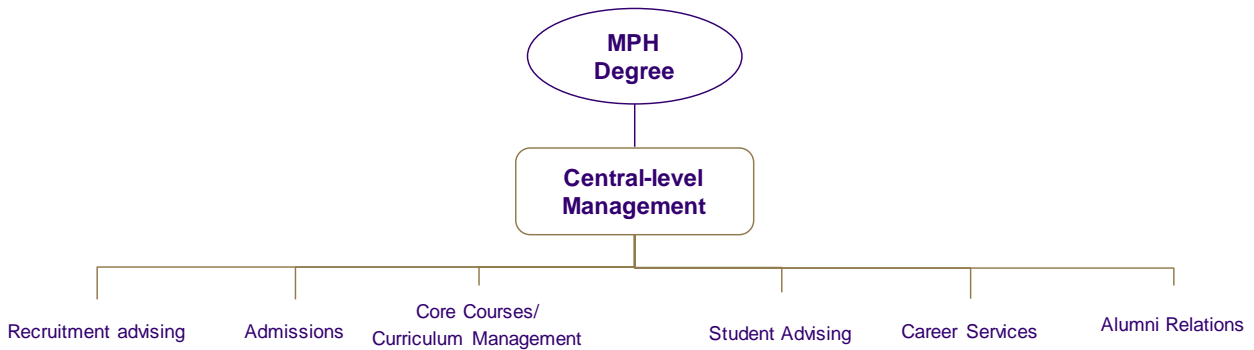 MPH
Degree
Central-level
Management
Recruitment advising
Admissions
Core Courses/
Curriculum Management
Student Advising
Career Services
Alumni Relations